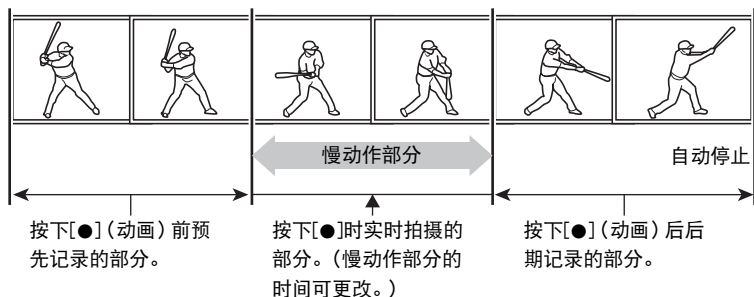 慢动作部分
自动停止
按下[●](动画)前预
先记录的部分。
按下[●]时实时拍摄的
部分。(慢动作部分的
时间可更改。)
按下[●](动画)后后
期记录的部分。